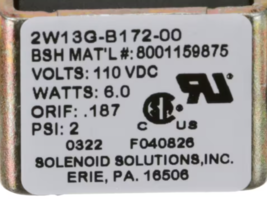 2W13G-B172-00
BSH MAT'L #: 8001159875
VOLTS: 110 VDC
WATTS: 6.0
ORIF: .187
PSI: 2
C US
0322 F040826
SOLENOID SOLUTIONS,INC.
ERIE, PA. 16506